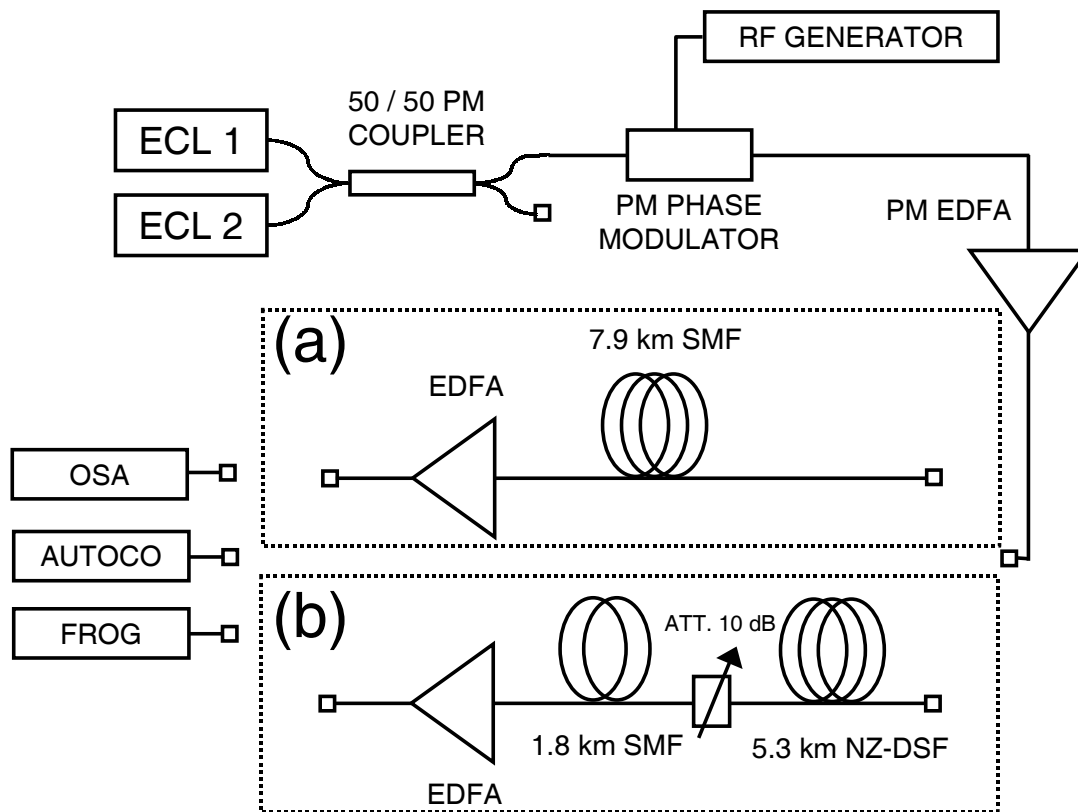 RF GENERATOR
50 / 50 PM
COUPLER
ECL 1
ECL 2
PM PHASE
MODULATOR
PM EDFA
(a)
7.9 km SMF
EDFA
OSA
AUTOCO
FROG
(b)
ATT. 10 dB
1.8 km SMF
5.3 km NZ-DSF
EDFA